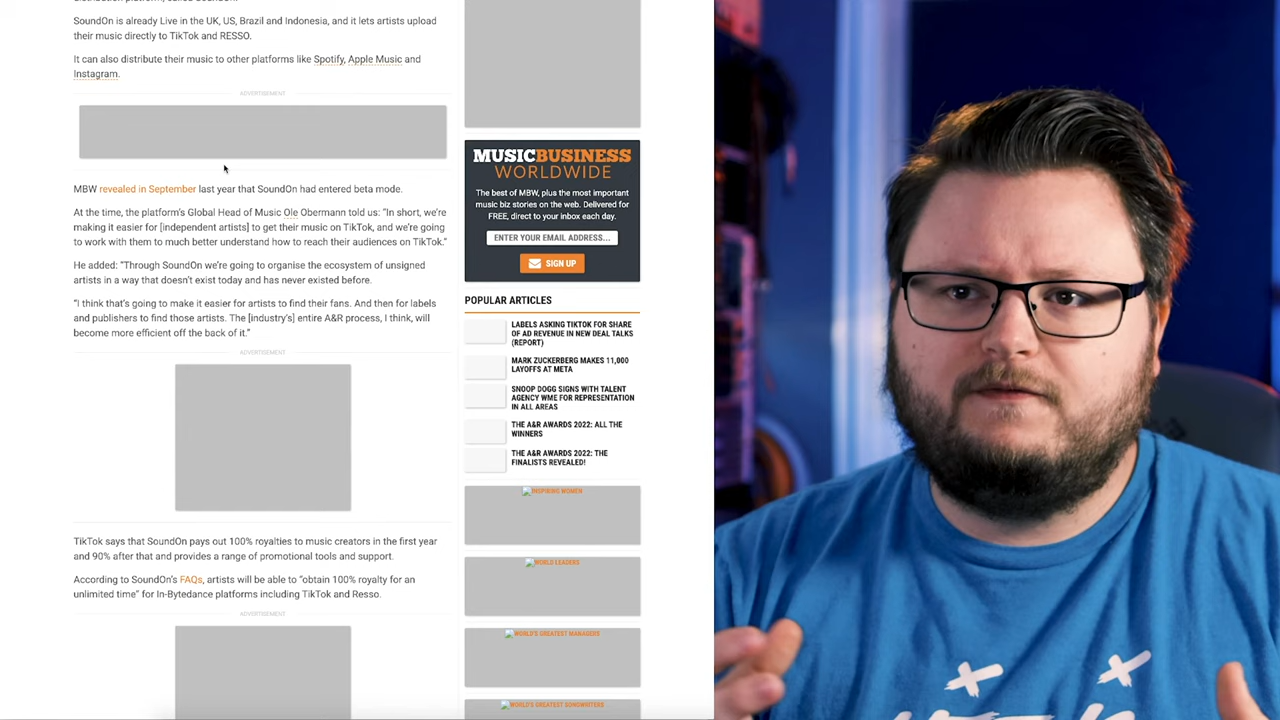 SoundOn is already Live in the UK, US, Brazil and Indonesia, and it lets artists upload
their music directly to TikTok and RESSO.
It can also distribute their music to other platforms like Spotify, Apple Music and
Instagram.
ADVERTISEMENT
MBW revealed in September last year that SoundOn had entered beta mode.
At the time, the platform's Global Head of Music Ole Obermann told us: “In short, we're
making it easier for [independent artists] to get their music on TikTok, and we're going
to work with them to much better understand how to reach their audiences on TikTok.”
He added: “Through SoundOn we're going to organise the ecosystem of unsigned
artists in a way that doesn't exist today and has never existed before.
“I think that's going to make it easier for artists to find their fans. And then for labels
and publishers to find those artists. The [industry's] entire A&R process, I think, will
become more efficient off the back of it.”
ADVERTISEMENT
TikTok says that SoundOn pays out 100% royalties to music creators in the first year
and 90% after that and provides a range of promotional tools and support.
According to SoundOn's FAQs, artists will be able to “obtain 100% royalty for an
unlimited time” for In-Bytedance platforms including TikTok and Resso.
ADVERTISEMENT
MUSICBUSINESS
WORLDWIDE
The best of MBW, plus the most important
music biz stories on the web. Delivered for
FREE, direct to your inbox each day.
ENTER YOUR EMAIL ADDRESS...
SIGN UP
POPULAR ARTICLES
LABELS ASKING TIKTOK FOR SHARE
OF AD REVENUE IN NEW DEAL TALKS
(REPORT)
MARK ZUCKERBERG MAKES 11,000
LAYOFFS AT META
SNOOP DOGG SIGNS WITH TALENT
AGENCY WME FOR REPRESENTATION
IN ALL AREAS
THE A&R AWARDS 2022: ALL THE
WINNERS
THE A&R AWARDS 2022: THE
FINALISTS REVEALED!
INSPIRING WOMEN
WORLD LEADERS
WORLD'S GREATEST MANAGERS
WORLD'S GREATEST SONGWRITERS